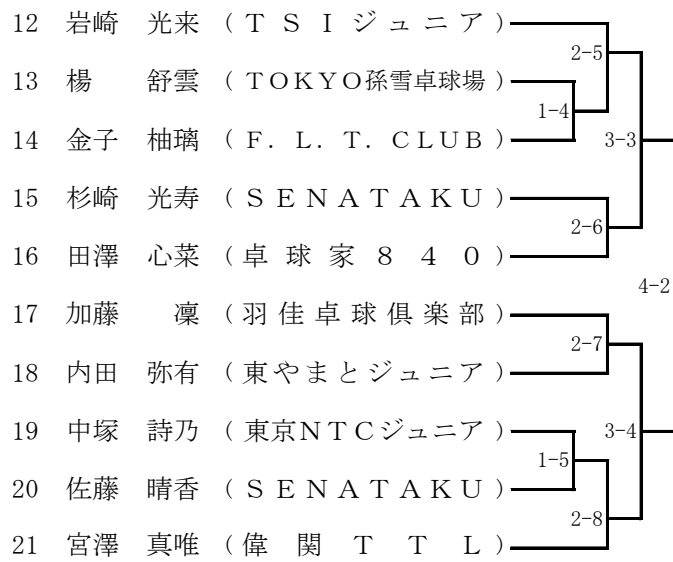 12 岩崎 光来 (TSIジュニア)
2-5
13 楊 舒雲 (TOKYO孫雪卓球場)
1-4
14 金子 柚璃 (F. L. T. CLUB)
3-3
15 杉崎 光寿 (SENATAKU)
2-6
16 田澤 心菜 (卓球家840)
4-2
17 加藤 凜 (羽佳卓球倶楽部)
2-7
18 内田 弥有 (東やまとジュニア)
19 中塚 詩乃 (東京NTCジュニア)
3-4
1-5
20 佐藤 晴香 (SENATAKU)
2-8
21 宮澤 真唯 (偉関TTL)